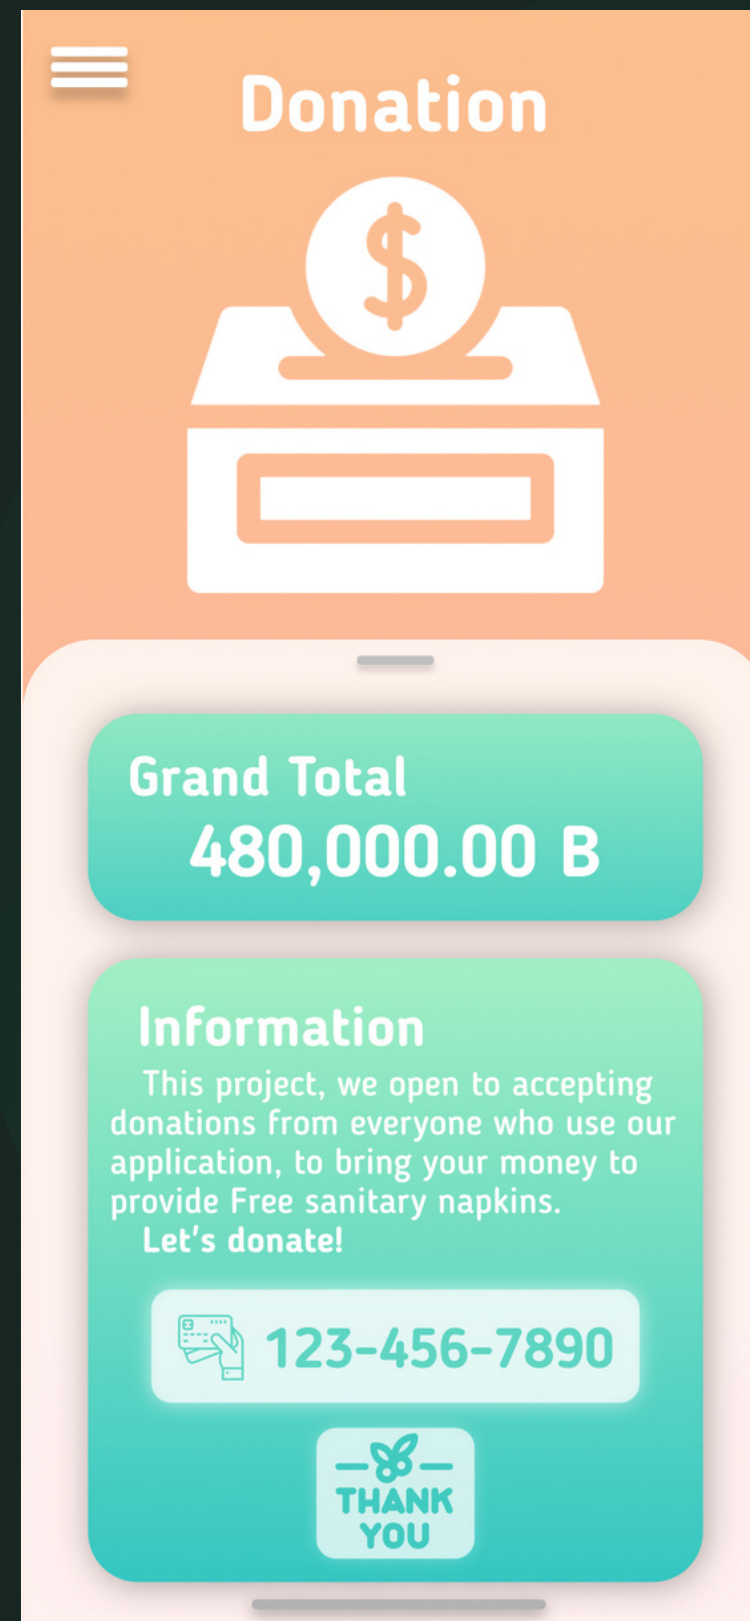 Donation
$
Grand Total
480,000.00 B
Information
This project, we open to accepting
donations from everyone who use our
application, to bring your money to
provide Free sanitary napkins.
Let's donate!
123-456-7890
THANK
YOU